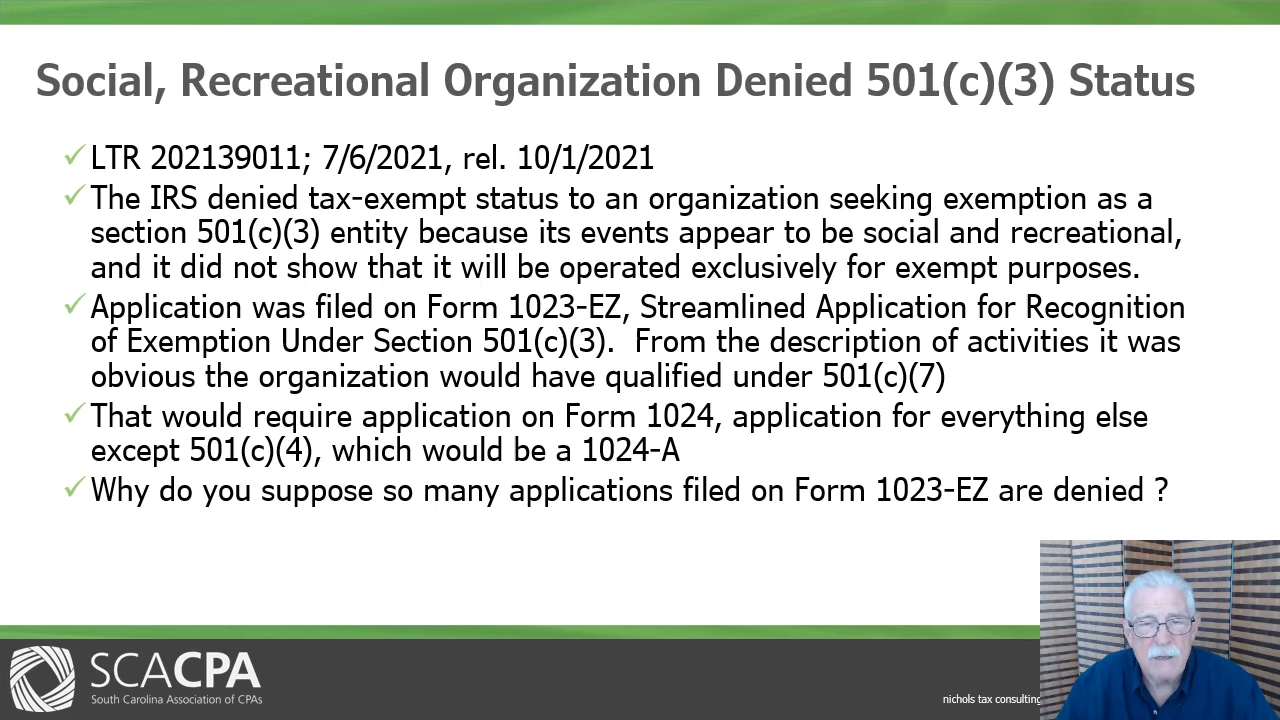 Social, Recreational Organization Denied 501(c)(3) Status
LTR 202139011; 7/6/2021, rel. 10/1/2021
The IRS denied tax-exempt status to an organization seeking exemption as a
section 501(c)(3) entity because its events appear to be social and recreational,
and it did not show that it will be operated exclusively for exempt purposes.
Application was filed on Form 1023-EZ, Streamlined Application for Recognition
of Exemption Under Section 501(c)(3).  From the description of activities it was
obvious the organization would have qualified under 501(c)(7)
That would require application on Form 1024, application for everything else
except 501(c)(4), which would be a 1024-A
Why do you suppose so many applications filed on Form 1023-EZ are denied ?
SCACPA
South Carolina Association of CPAs
nichols tax consulting